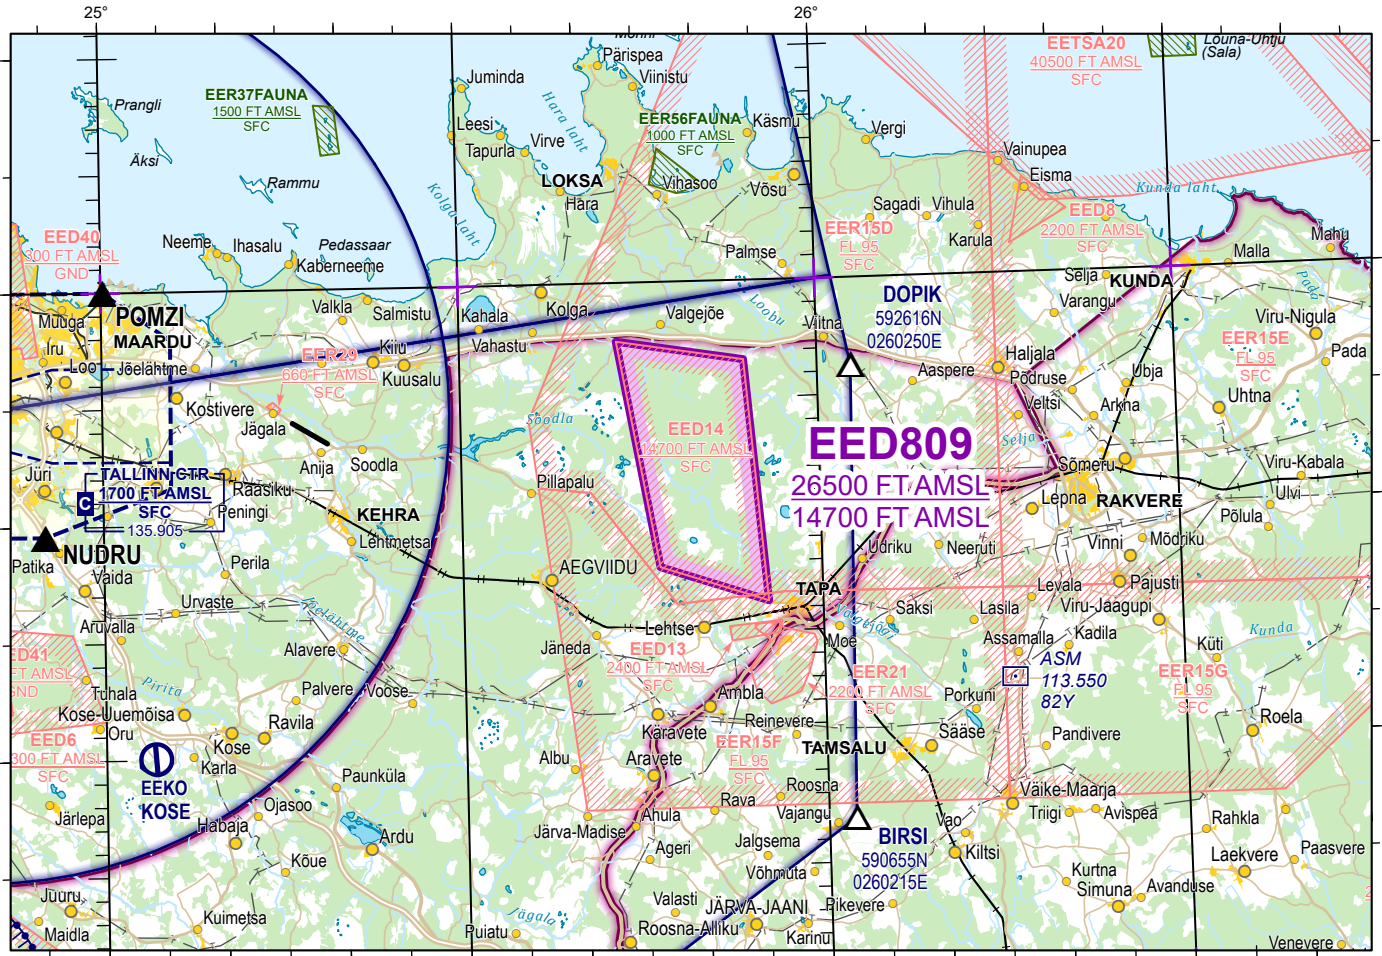 25°
26°
Pärispea
Viinistu
Juminda
Prangli
Äksi
EER37FAUNA
1500 FT AMSL
SFC
Leesi
Tapurla
Virve
Hara laht
EER56FAUNA
1000 FT AMSL
SFC
Käsmu
Vergi
EETSA20
40500 FT AMSL
SFC
Louna-Uhtju
(Sala)
Vainupea
Eisma
Kunda laht
Rammu
LOKSA
Hara
Vihasoo
Võsu
Kolga laht
Sagadi
Vihula
Karula
EER15D
FL 95
SFC
EED8
2200 FT AMSL
SFC
EED40
GND
Neeme
Ihasalu
Pedassaar
Kaberneeme
Palmse
Selja
KUNDA
Malla
Mahu
Varangu
Pada
POMZI
MAARDU
Muuga
Iru
Loo
Jõelähtme
Valkla
Salmistu
Kahala
Kolga
Valgejõe
Loobu
Viitna
DOPIK
592616N
0260250E
Viru-Nigula
EER15E
FL 95
SFC
Pada
EER29
660 FT AMSL
SFC
Kiiu
Kuusalu
Vahastu
Haljala
Aaspere
Põdruse
Ubja
Veltsi
Arkna
Uhtna
Kostivere
Jägala
Anija
Soodla
Soodla
EED14
14700 FT AMSL
SFC
EED809
26500 FT AMSL
14700 FT AMSL
Selja
Sõmeru
Viru-Kabala
Ulvi
Jüri
TALLINN CTR
C
1700 FT AMSL
SFC
135.905
Raasiku
Peningi
KEHRA
Lehtmetsa
Pillapalu
Lepna
RAKVERE
Põlula
NUDRU
Patika
Vaida
Perila
AEGVIIDU
Udriku
Neeruti
Vinni
Mõdriku
Pajusti
Urvaste
Jõelähtme
TAPA
Valgejõgi
Saksi
Levala
Lasila
Viru-Jaagupi
Aruvalla
Alavere
Lehtse
Jäneda
Moe
Assamalla
Kadila
Küti
Kunda
EED41
FT AMSL
GND
Tuhala
Pirita
EED13
2400 FT AMSL
SFC
EER21
2200 FT AMSL
SFC
ASM
113.550
82Y
EER15G
FL 95
SFC
Kose-Uuemõisa
Oru
Palvere
Voose
Ambla
Porkuni
Roela
EED6
300 FT AMSL
SFC
Ravila
Kose
Karla
Karavete
Reinevere
TAMSALU
Sääse
Pandivere
EEKO
KOSE
Albu
Aravete
EER15F
FL 95
SFC
Paunküla
Roosna
Väike-Maarja
Järlepa
Ojasoo
Habaja
Ardu
Järva-Madise
Ahula
Rava
Vajangu
Triigi
Avispea
Rahkla
Kõue
Ageri
Jalgsema
Võhmuta
BIRSI
590655N
0260215E
Vao
Kiltsi
Laekvere
Paasvere
Kurtna
Simuna
Avanduse
Juuru
Maidla
Kuimetsa
Jägala
Puiatu
Valasti
JÄRVA-JAANI
Pikevere
Roosna-Alliku
Karinu
Venevere